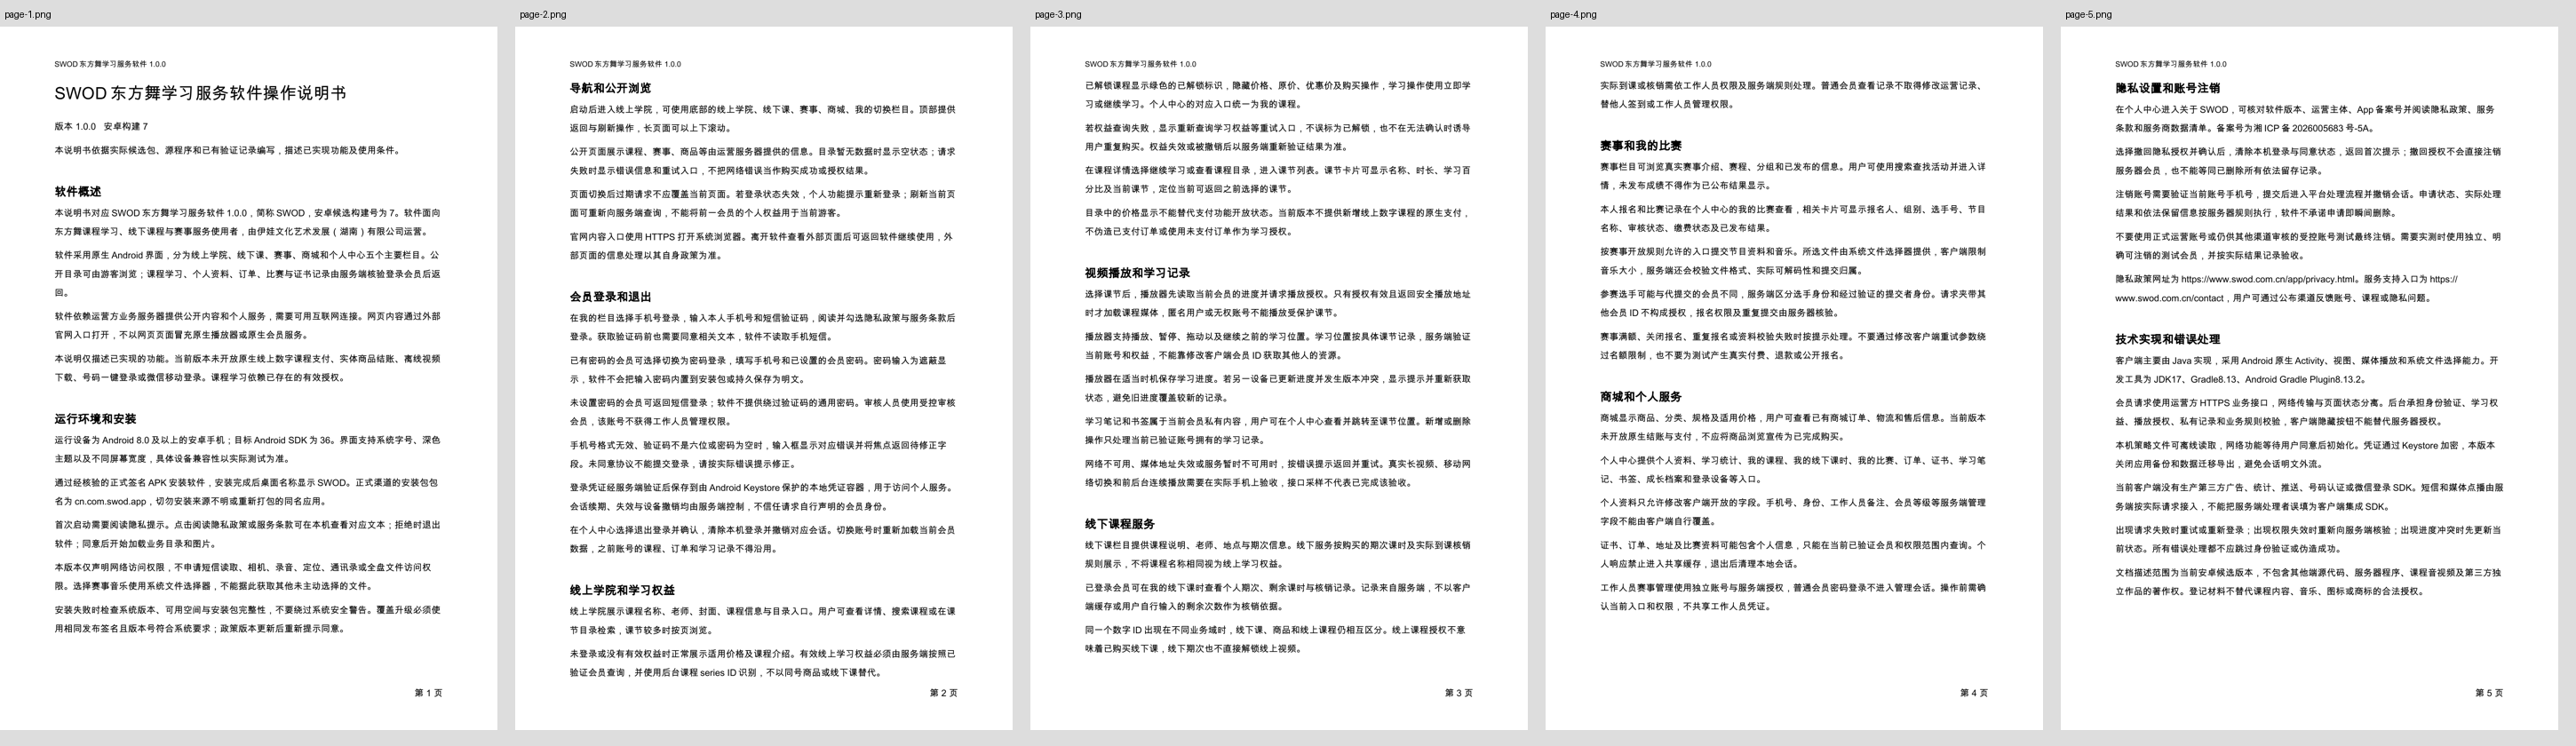 page-1.png
SWOD 东方舞学习服务软件 1.0.0
SWOD 东方舞学习服务软件操作说明书
版本 1.0.0 安卓构建 7
本说明书依据实际候选包、源程序和已有验证记录编写，描述已实现功能及使用条件。
软件概述
本说明书对应 SWOD 东方舞学习服务软件 1.0.0，简称 SWOD，安卓候选构建号为 7。软件面向
东方舞课程学习、线下课程与赛事服务使用者，由伊娃文化艺术发展（湖南）有限公司运营。
软件采用原生 Android 界面，分为线上学院、线下课、赛事、商城和个人中心五个主要栏目。公
开目录可由游客浏览；课程学习、个人资料、订单、比赛与证书记录由服务端核验登录会员后返
回。
软件依赖运营方业务服务器提供公开内容和个人服务，需要可用互联网连接。网页内容通过外部
官网入口打开，不以网页页面冒充原生播放器或原生会员服务。
本说明仅描述已实现的功能。当前版本未开放原生线上数字课程支付、实体商品结账、离线视频
下载、号码一键登录或微信移动登录。课程学习依赖已存在的有效授权。
运行环境和安装
运行设备为 Android 8.0 及以上的安卓手机；目标 Android SDK 为 36。界面支持系统字号、深色
主题以及不同屏幕宽度，具体设备兼容性以实际测试为准。
通过经核验的正式签名 APK 安装软件，安装完成后桌面名称显示 SWOD。正式渠道的安装包包
名为 cn.com.swod.app，切勿安装来源不明或重新打包的同名应用。
首次启动需要阅读隐私提示。点击阅读隐私政策或服务条款可在本机查看对应文本；拒绝时退出
软件；同意后开始加载业务目录和图片。
本版本仅声明网络访问权限，不申请短信读取、相机、录音、定位、通讯录或全盘文件访问权
限。选择赛事音乐使用系统文件选择器，不能据此获取其他未主动选择的文件。
安装失败时检查系统版本、可用空间与安装包完整性，不要绕过系统安全警告。覆盖升级必须使
用相同发布签名且版本号符合系统要求；政策版本更新后重新提示同意。
第 1 页
page-2.png
SWOD 东方舞学习服务软件 1.0.0
导航和公开浏览
启动后进入线上学院，可使用底部的线上学院、线下课、赛事、商城、我的切换栏目。顶部提供
返回与刷新操作，长页面可以上下滚动。
公开页面展示课程、赛事、商品等由运营服务器提供的信息。目录暂无数据时显示空状态；请求
失败时显示错误信息和重试入口，不把网络错误当作购买成功或授权结果。
页面切换后过期请求不应覆盖当前页面。若登录状态失效，个人功能提示重新登录；刷新当前页
面可重新向服务端查询，不能将前一会员的个人权益用于当前游客。
官网内容入口使用 HTTPS 打开系统浏览器。离开软件查看外部页面后可返回软件继续使用，外
部页面的信息处理以其自身政策为准。
会员登录和退出
在我的栏目选择手机号登录，输入本人手机号和短信验证码，阅读并勾选隐私政策与服务条款后
登录。获取验证码前也需要同意相关文本，软件不读取手机短信。
已有密码的会员可选择切换为密码登录，填写手机号和已设置的会员密码。密码输入为遮蔽显
示，软件不会把输入密码内置到安装包或持久保存为明文。
未设置密码的会员可返回短信登录；软件不提供绕过验证码的通用密码。审核人员使用受控审核
会员，该账号不获得工作人员管理权限。
手机号格式无效、验证码不是六位或密码为空时，输入框显示对应错误并将焦点返回待修正字
段。未同意协议不能提交登录，请按实际错误提示修正。
登录凭证经服务端验证后保存到由 Android Keystore 保护的本地凭证容器，用于访问个人服务。
会话续期、失效与设备撤销均由服务端控制，不信任请求自行声明的会员身份。
在个人中心选择退出登录并确认，清除本机登录并撤销对应会话。切换账号时重新加载当前会员
数据，之前账号的课程、订单和学习记录不得沿用。
线上学院和学习权益
线上学院展示课程名称、老师、封面、课程信息与目录入口。用户可查看详情、搜索课程或在课
节目录检索，课节较多时按页浏览。
未登录或没有有效权益时正常展示适用价格及课程介绍。有效线上学习权益必须由服务端按照已
验证会员查询，并使用后台课程 series ID 识别，不以同号商品或线下课替代。
第 2 页
page-3.png
SWOD 东方舞学习服务软件 1.0.0
已解锁课程显示绿色的已解锁标识，隐藏价格、原价、优惠价及购买操作，学习操作使用立即学
习或继续学习。个人中心的对应入口统一为我的课程。
若权益查询失败，显示重新查询学习权益等重试入口，不误标为已解锁，也不在无法确认时诱导
用户重复购买。权益失效或被撤销后以服务端重新验证结果为准。
在课程详情选择继续学习或查看课程目录，进入课节列表。课节卡片可显示名称、时长、学习百
分比及当前课节，定位当前可返回之前选择的课节。
目录中的价格显示不能替代支付功能开放状态。当前版本不提供新增线上数字课程的原生支付，
不伪造已支付订单或使用未支付订单作为学习授权。
视频播放和学习记录
选择课节后，播放器先读取当前会员的进度并请求播放授权。只有授权有效且返回安全播放地址
时才加载课程媒体，匿名用户或无权账号不能播放受保护课节。
播放器支持播放、暂停、拖动以及继续之前的学习位置。学习位置按具体课节记录，服务端验证
当前账号和权益，不能靠修改客户端会员 ID 获取其他人的资源。
播放器在适当时机保存学习进度。若另一设备已更新进度并发生版本冲突，显示提示并重新获取
状态，避免旧进度覆盖较新的记录。
学习笔记和书签属于当前会员私有内容，用户可在个人中心查看并跳转至课节位置。新增或删除
操作只处理当前已验证账号拥有的学习记录。
网络不可用、媒体地址失效或服务暂时不可用时，按错误提示返回并重试。真实长视频、移动网
络切换和前后台连续播放需要在实际手机上验收，接口采样不代表已完成该验收。
线下课程服务
线下课栏目提供课程说明、老师、地点与期次信息。线下服务按购买的期次课时及实际到课核销
规则展示，不将课程名称相同视为线上学习权益。
已登录会员可在我的线下课时查看个人期次、剩余课时与核销记录。记录来自服务端，不以客户
端缓存或用户自行输入的剩余次数作为核销依据。
同一个数字 ID 出现在不同业务域时，线下课、商品和线上课程仍相互区分。线上课程授权不意
味着已购买线下课，线下期次也不直接解锁线上视频。
第 3 页
page-4.png
SWOD 东方舞学习服务软件 1.0.0
实际到课或核销需依工作人员权限及服务端规则处理。普通会员查看记录不取得修改运营记录、
替他人签到或工作人员管理权限。
赛事和我的比赛
赛事栏目可浏览真实赛事介绍、赛程、分组和已发布的信息。用户可使用搜索查找活动并进入详
情，未发布成绩不得作为已公布结果显示。
本人报名和比赛记录在个人中心的我的比赛查看，相关卡片可显示报名人、组别、选手号、节目
名称、审核状态、缴费状态及已发布结果。
按赛事开放规则允许的入口提交节目资料和音乐。所选文件由系统文件选择器提供，客户端限制
音乐大小，服务端还会校验文件格式、实际可解码性和提交归属。
参赛选手可能与代提交的会员不同，服务端区分选手身份和经过验证的提交者身份。请求夹带其
他会员 ID 不构成授权，报名权限及重复提交由服务器核验。
赛事满额、关闭报名、重复报名或资料校验失败时按提示处理。不要通过修改客户端重试参数绕
过名额限制，也不要为测试产生真实付费、退款或公开报名。
商城和个人服务
商城显示商品、分类、规格及适用价格，用户可查看已有商城订单、物流和售后信息。当前版本
未开放原生结账与支付，不应将商品浏览宣传为已完成购买。
个人中心提供个人资料、学习统计、我的课程、我的线下课时、我的比赛、订单、证书、学习笔
记、书签、成长档案和登录设备等入口。
个人资料只允许修改客户端开放的字段。手机号、身份、工作人员备注、会员等级等服务端管理
字段不能由客户端自行覆盖。
证书、订单、地址及比赛资料可能包含个人信息，只能在当前已验证会员和权限范围内查询。个
人响应禁止进入共享缓存，退出后清理本地会话。
工作人员赛事管理使用独立账号与服务端授权，普通会员密码登录不进入管理会话。操作前需确
认当前入口和权限，不共享工作人员凭证。
第 4 页
page-5.png
SWOD 东方舞学习服务软件 1.0.0
隐私设置和账号注销
在个人中心进入关于 SWOD，可核对软件版本、运营主体、App 备案号并阅读隐私政策、服务
条款和服务商数据清单。备案号为湘 ICP 备 2026005683 号-5A。
选择撤回隐私授权并确认后，清除本机登录与同意状态，返回首次提示；撤回授权不会直接注销
服务器会员，也不能等同已删除所有依法留存记录。
注销账号需要验证当前账号手机号，提交后进入平台处理流程并撤销会话。申请状态、实际处理
结果和依法保留信息按服务器规则执行，软件不承诺申请即瞬间删除。
不要使用正式运营账号或仍供其他渠道审核的受控账号测试最终注销。需要实测时使用独立、明
确可注销的测试会员，并按实际结果记录验收。
隐私政策网址为 https://www.swod.com.cn/app/privacy.html。服务支持入口为 https://
www.swod.com.cn/contact，用户可通过公布渠道反馈账号、课程或隐私问题。
技术实现和错误处理
客户端主要由 Java 实现，采用 Android 原生 Activity、视图、媒体播放和系统文件选择能力。开
发工具为 JDK17、Gradle8.13、Android Gradle Plugin8.13.2。
会员请求使用运营方 HTTPS 业务接口，网络传输与页面状态分离。后台承担身份验证、学习权
益、播放授权、私有记录和业务规则校验，客户端隐藏按钮不能替代服务器授权。
本机策略文件可离线读取，网络功能等待用户同意后初始化。凭证通过 Keystore 加密，本版本
关闭应用备份和数据迁移导出，避免会话明文外流。
当前客户端没有生产第三方广告、统计、推送、号码认证或微信登录 SDK。短信和媒体点播由服
务端按实际请求接入，不能把服务端处理者误填为客户端集成 SDK。
出现请求失败时重试或重新登录；出现权限失效时重新向服务端核验；出现进度冲突时先更新当
前状态。所有错误处理都不应跳过身份验证或伪造成功。
文档描述范围为当前安卓候选版本，不包含其他端源代码、服务器程序、课程音视频及第三方独
立作品的著作权。登记材料不替代课程内容、音乐、图标或商标的合法授权。
第 5 页